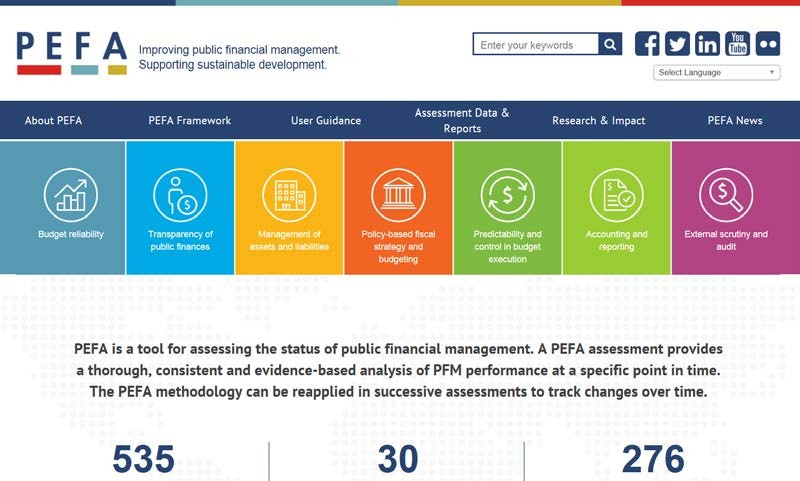 PEFA
Improving public financial management.
Supporting sustainable development.
Enter your keywords
You
Tube
Select Language
About PEFA
PEFA Framework
User Guidance
Assessment Data &
Reports
Research & Impact
PEFA News
Budget reliability
Transparency of
public finances
Management of
assets and liabilities
Policy-based fiscal
strategy and
budgeting
Predictability and
control in budget
execution
Accounting and
reporting
External scrutiny and
audit
PEFA is a tool for assessing the status of public financial management. A PEFA assessment provides
a thorough, consistent and evidence-based analysis of PFM performance at a specific point in time.
The PEFA methodology can be reapplied in successive assessments to track changes over time.
535
30
276